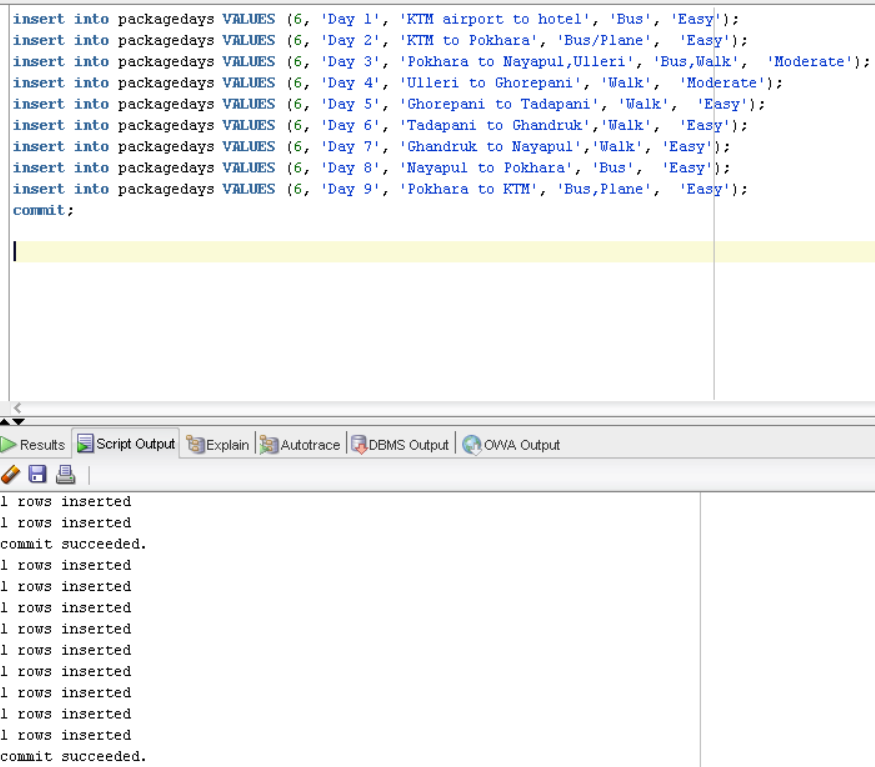 insert into packagedays VALUES (6, 'Day 1', 'KTM airport to hotel', 'Bus', 'Easy');
insert into packagedays VALUES (6, 'Day 2', 'KTM to Pokhara', 'Bus/Plane',  'Easy');
insert into packagedays VALUES (6, 'Day 3', 'Pokhara to Nayapul,Ulleri', 'Bus,Walk',  'Moderate');
insert into packagedays VALUES (6, 'Day 4', 'Ulleri to Ghorepani', 'Walk',  'Moderate');
insert into packagedays VALUES (6, 'Day 5', 'Ghorepani to Tadapani', 'Walk',  'Easy');
insert into packagedays VALUES (6, 'Day 6', 'Tadapani to Ghandruk','Walk',  'Easy');
insert into packagedays VALUES (6, 'Day 7', 'Ghandruk to Nayapul','Walk', 'Easy');
insert into packagedays VALUES (6, 'Day 8', 'Nayapul to Pokhara', 'Bus',  'Easy');
insert into packagedays VALUES (6, 'Day 9', 'Pokhara to KTM', 'Bus,Plane',  'Easy');
commit;
Results Script Output Explain Autotrace DBMS Output OWA Output
1 rows inserted
1 rows inserted
commit succeeded.
1 rows inserted
1 rows inserted
1 rows inserted
1 rows inserted
1 rows inserted
1 rows inserted
1 rows inserted
1 rows inserted
1 rows inserted
commit succeeded.